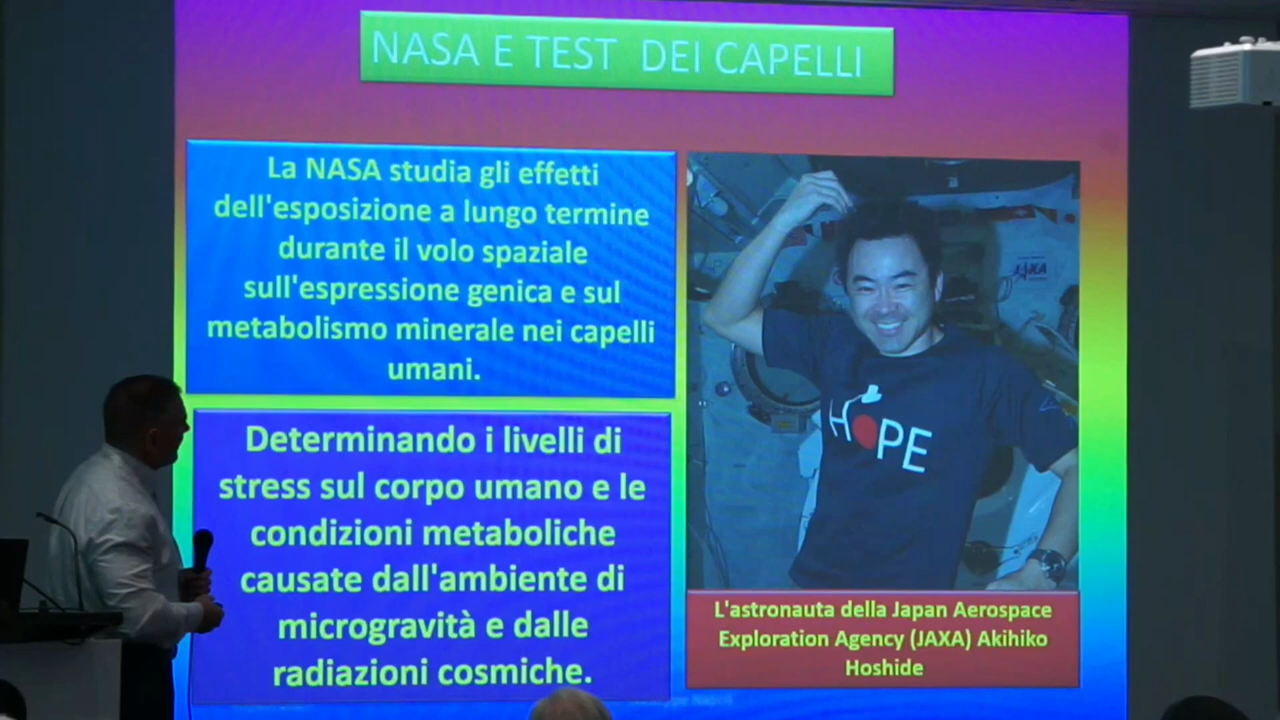 NASA E TEST DEI CAPELLI
La NASA studia gli effetti
dell'esposizione a lungo termine
durante il volo spaziale
sull'espressione genica e sul
metabolismo minerale nei capelli
umani.
Determinando i livelli di
stress sul corpo umano e le
condizioni metaboliche
causate dall'ambiente di
microgravità e dalle
radiazioni cosmiche.
JAXA
HOPE
L'astronauta della Japan Aerospace
Exploration Agency (JAXA) Akihiko
Hoshide